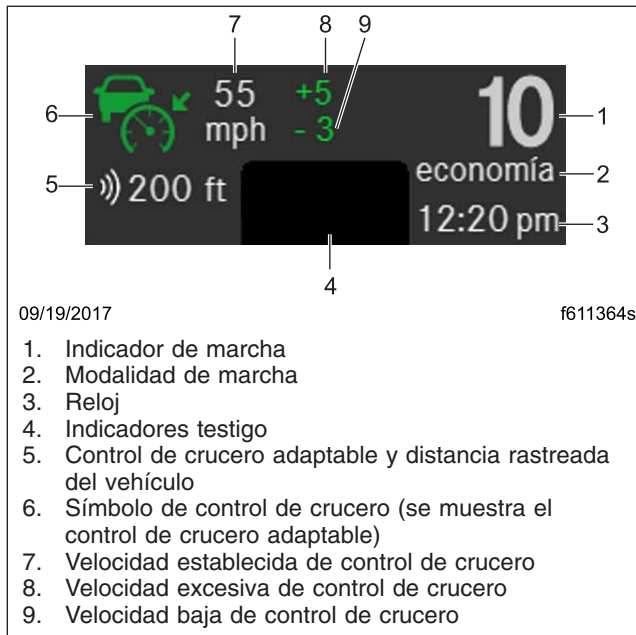 7 8 9
55 +5 10
6 mph - 3 1
economía 2
5 200 ft
12:20 pm 3
4
09/19/2017 f611364s
1. Indicador de marcha
2. Modalidad de marcha
3. Reloj
4. Indicadores testigo
5. Control de crucero adaptable y distancia rastreada
del vehículo
6. Símbolo de control de crucero (se muestra el
control de crucero adaptable)
7. Velocidad establecida de control de crucero
8. Velocidad excesiva de control de crucero
9. Velocidad baja de control de crucero